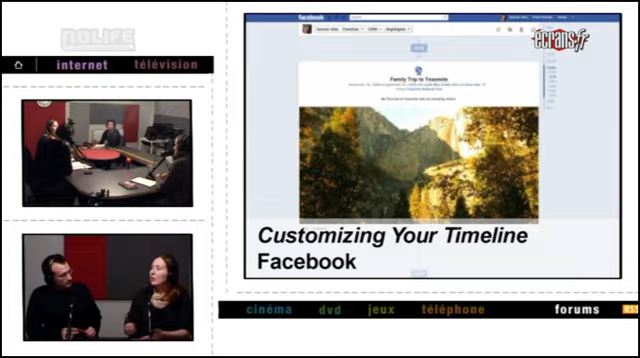 NOLIFE
internet télévision
facebook
écrans.fr
Family Trip to Yosemite
Customizing Your Timeline
Facebook
cinéma dvd jeux téléphone forums RSS